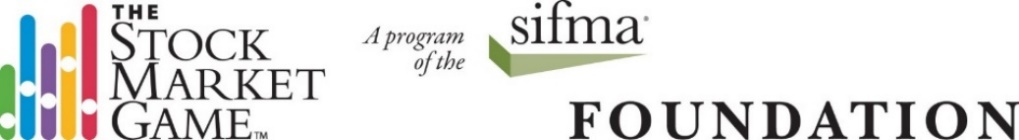 THE
STOCK
MARKET
GAME™
A program
of the
sifma®
FOUNDATION